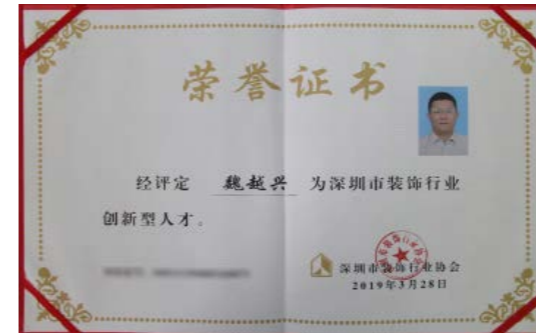 荣誉证书
经评定 魏越兴 为深圳市装饰行业
创新型人才。
深圳市装饰行业协会
2019年3月28日